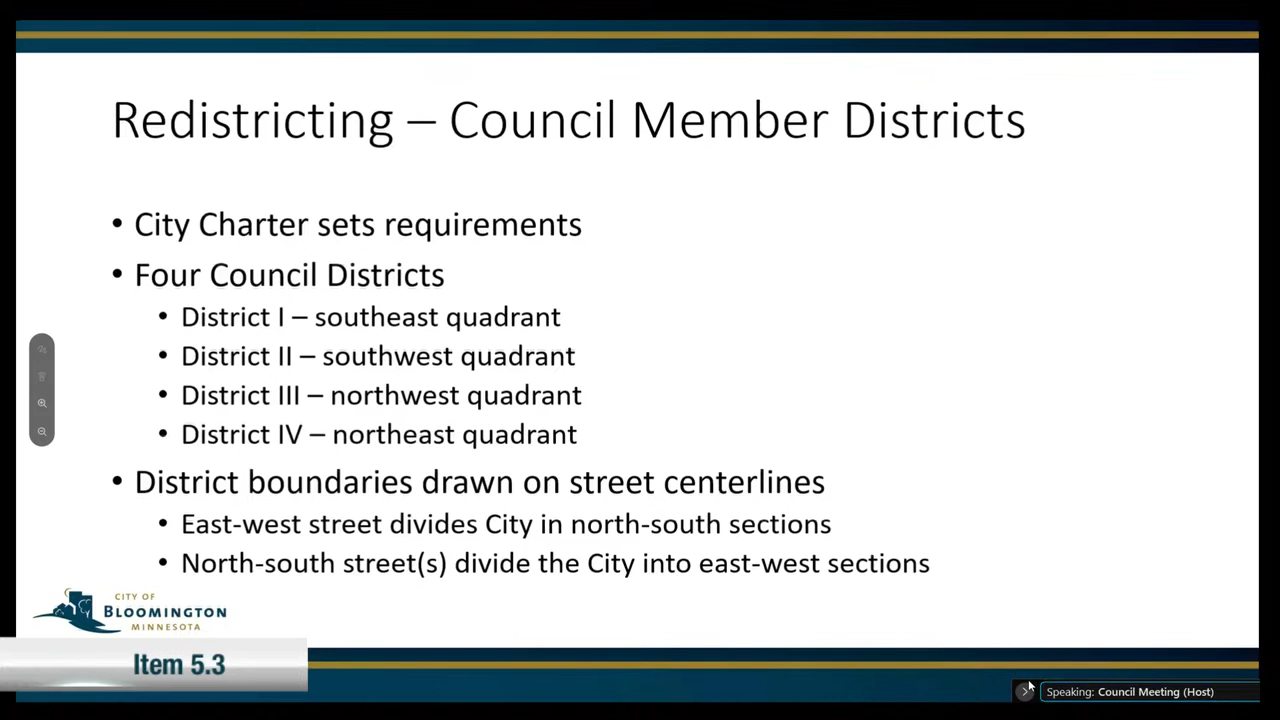 Redistricting – Council Member Districts
• City Charter sets requirements
• Four Council Districts
• District I – southeast quadrant
• District II – southwest quadrant
• District III – northwest quadrant
• District IV – northeast quadrant
• District boundaries drawn on street centerlines
• East-west street divides City in north-south sections
• North-south street(s) divide the City into east-west sections
CITY OF
BLOOMINGTON
MINNESOTA
Item 5.3
Speaking: Council Meeting (Host)